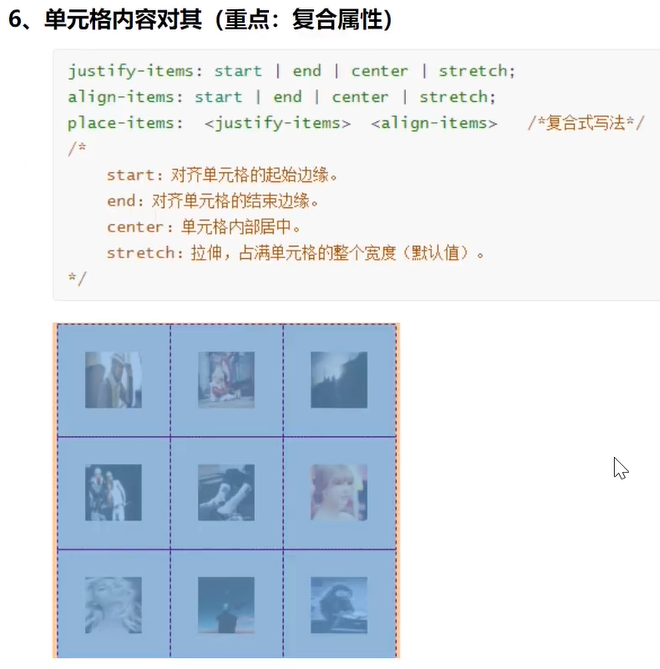 6、单元格内容对其（重点：复合属性）
justify-items: start | end | center | stretch;
align-items: start | end | center | stretch;
place-items: <justify-items> <align-items> /*复合式写法*/
/*
start：对齐单元格的起始边缘。
end：对齐单元格的结束边缘。
center：单元格内部居中。
stretch：拉伸，占满单元格的整个宽度（默认值）。
*/